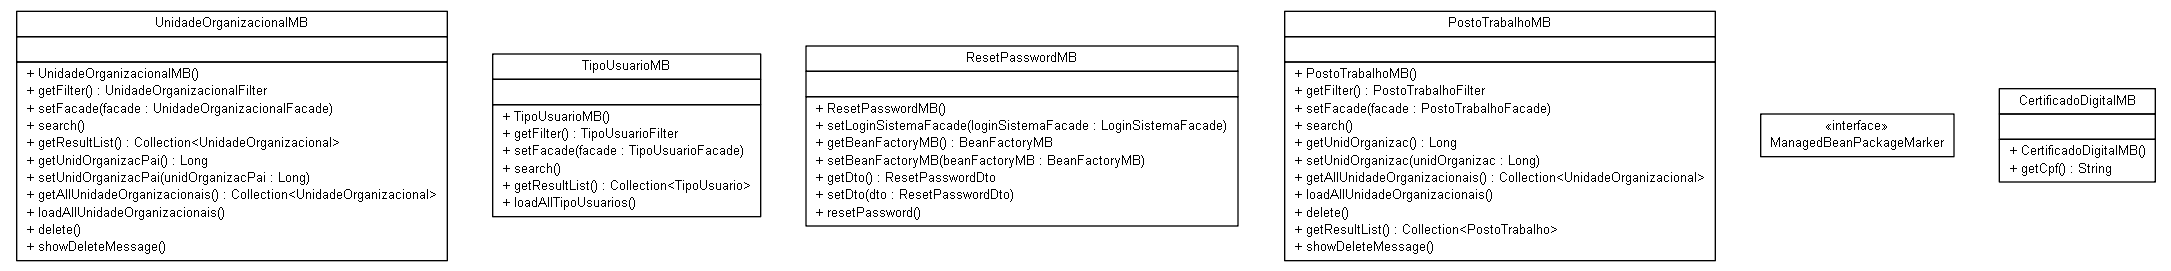 UnidadeOrganizacionalMB
+ UnidadeOrganizacionalMB()
+ getFilter() : UnidadeOrganizacionalFilter
+ setFacade(facade : UnidadeOrganizacionalFacade)
+ search()
+ getResultList() : Collection<UnidadeOrganizacional>
+ getUnidOrganizacPai() : Long
+ setUnidOrganizacPai(unidOrganizacPai : Long)
+ getAllUnidadeOrganizacionais() : Collection<UnidadeOrganizacional>
+ loadAllUnidadeOrganizacionais()
+ delete()
+ showDeleteMessage()
TipoUsuarioMB
+ TipoUsuarioMB()
+ getFilter() : TipoUsuarioFilter
+ setFacade(facade : TipoUsuarioFacade)
+ search()
+ getResultList() : Collection<TipoUsuario>
+ loadAllTipoUsuarios()
ResetPasswordMB
+ ResetPasswordMB()
+ setLoginSistemaFacade(loginSistemaFacade : LoginSistemaFacade)
+ getBeanFactoryMB() : BeanFactoryMB
+ setBeanFactoryMB(beanFactoryMB : BeanFactoryMB)
+ getDto() : ResetPasswordDto
+ setDto(dto : ResetPasswordDto)
+ resetPassword()
PostoTrabalhoMB
+ PostoTrabalhoMB()
+ getFilter() : PostoTrabalhoFilter
+ setFacade(facade : PostoTrabalhoFacade)
+ search()
+ getUnidOrganizac() : Long
+ setUnidOrganizac(unidOrganizac : Long)
+ getAllUnidadeOrganizacionais() : Collection<UnidadeOrganizacional>
+ loadAllUnidadeOrganizacionais()
+ delete()
+ getResultList() : Collection<PostoTrabalho>
+ showDeleteMessage()
«interface»
ManagedBeanPackageMarker
CertificadoDigitalMB
+ CertificadoDigitalMB()
+ getCpf() : String